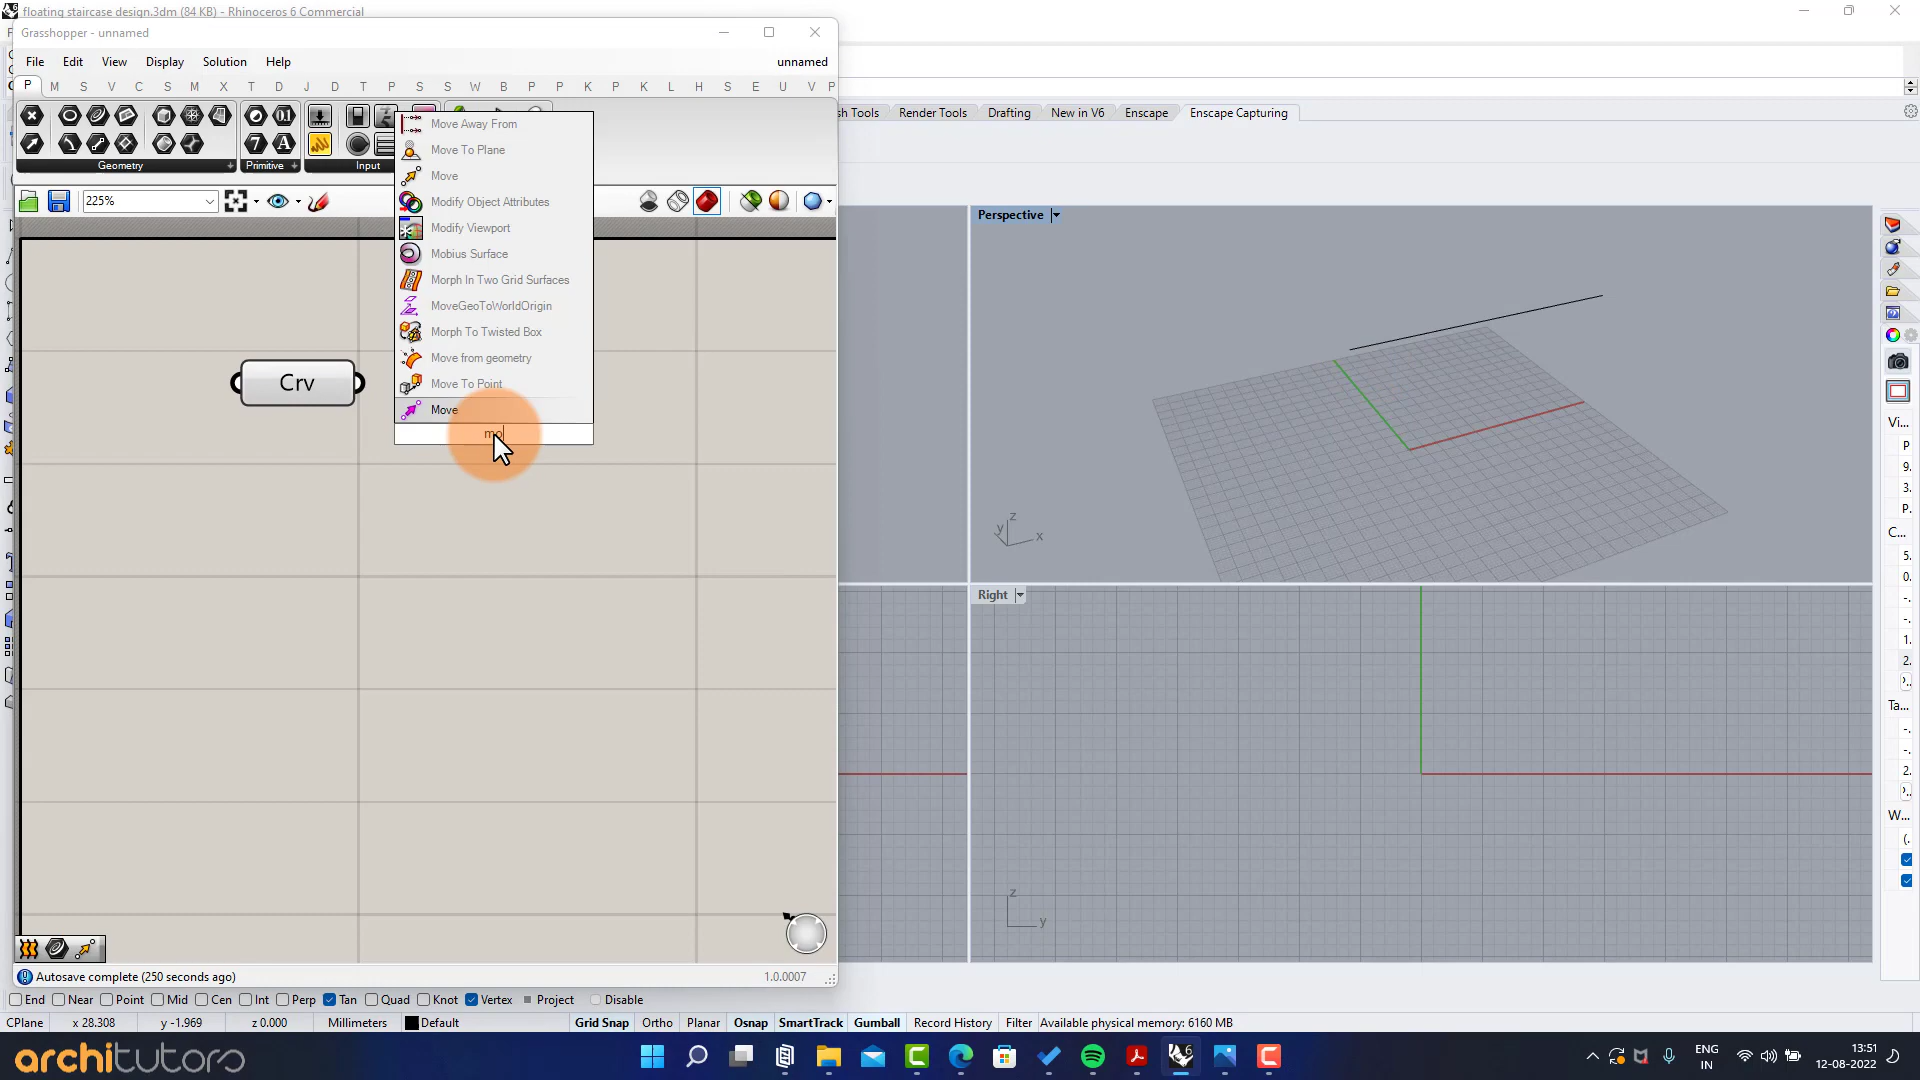 floating staircase design.3dm (84 KB) - Rhinoceros 6 Commercial
Grasshopper - unnamed
File Edit View Display Solution Help unnamed
P M S V C S M X T D J D T P S S W B P P K P K L H S E U V P
sh Tools Render Tools Drafting New in V6 Enscape Enscape Capturing
Geometry Primitive Input
225%
Move Away From
Move To Plane
Move
Modify Object Attributes
Modify Viewport
Mobius Surface
Morph In Two Grid Surfaces
MoveGeoToWorldOrigin
Morph To Twisted Box
Move from geometry
Move To Point
Move
mo
Crv
Perspective
z
y
x
Right
z
y
Vi...
P
9.
3.
P.
C...
5.
0.
1.
2.
Ta...
2.
W...
Autosave complete (250 seconds ago) 1.0.0007
End Near Point Mid Cen Int Perp Tan Quad Knot Vertex Project Disable
CPlane x 28.308 y -1.969 z 0.000 Millimeters Default Grid Snap Ortho Planar Osnap SmartTrack Gumball Record History Filter Available physical memory: 6160 MB
architutors
ENG
IN
13:51
12-08-2022